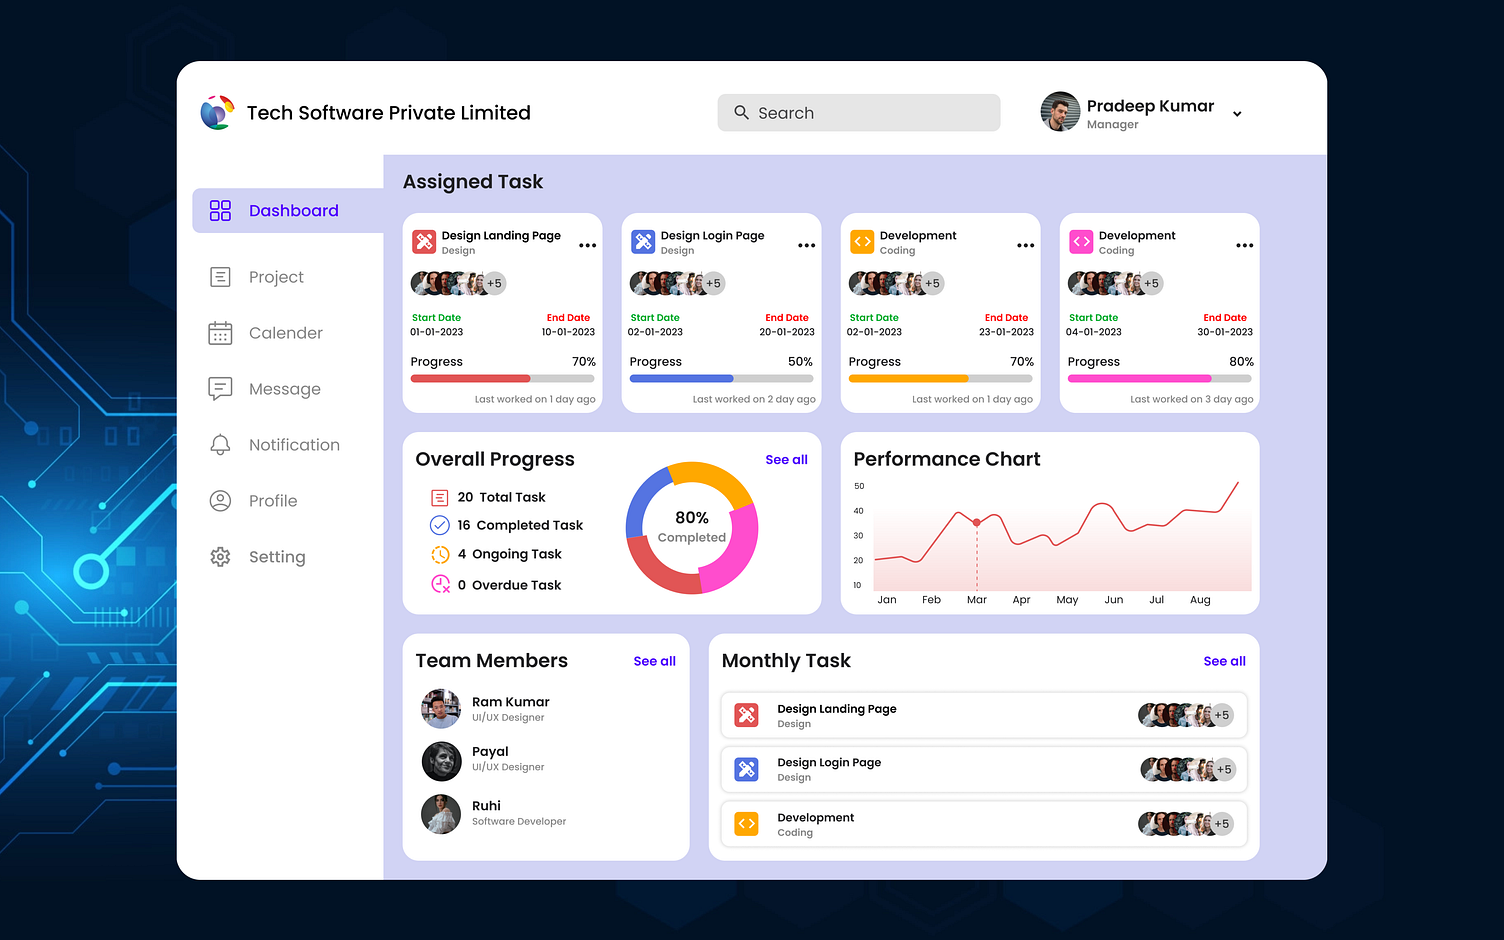 Tech Software Private Limited
Search
Pradeep Kumar
Manager
Dashboard
Project
Calender
Message
Notification
Profile
Setting
Assigned Task
Design Landing Page
Design
+5
Start Date End Date
01-01-2023 10-01-2023
Progress 70%
Last worked on 1 day ago
Design Login Page
Design
+5
Start Date End Date
02-01-2023 20-01-2023
Progress 50%
Last worked on 2 day ago
Development
Coding
+5
Start Date End Date
02-01-2023 23-01-2023
Progress 70%
Last worked on 1 day ago
Development
Coding
+5
Start Date End Date
04-01-2023 30-01-2023
Progress 80%
Last worked on 3 day ago
Overall Progress See all
20 Total Task
16 Completed Task
4 Ongoing Task
0 Overdue Task
80%
Completed
Performance Chart
50
40
30
20
10
Jan Feb Mar Apr May Jun Jul Aug
Team Members See all
Ram Kumar
UI/UX Designer
Payal
UI/UX Designer
Ruhi
Software Developer
Monthly Task See all
Design Landing Page
Design
+5
Design Login Page
Design
+5
Development
Coding
+5